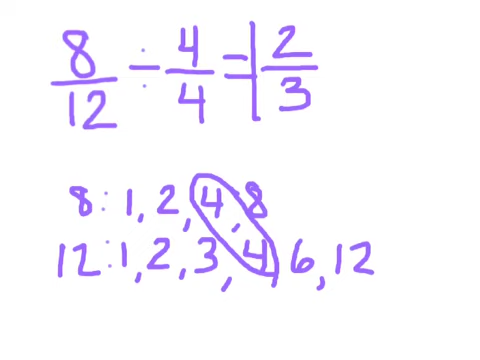 8/12 ÷ 4/4 = | 2/3
8: 1, 2, 4, 8
12: 1, 2, 3, 4, 6, 12